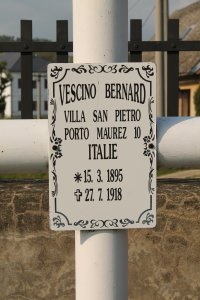 VESCINO BERNARD
VILLA SAN PIETRO
PORTO MAUREZ 10
ITALIE
* 15. 3. 1895
✞ 27. 7. 1918